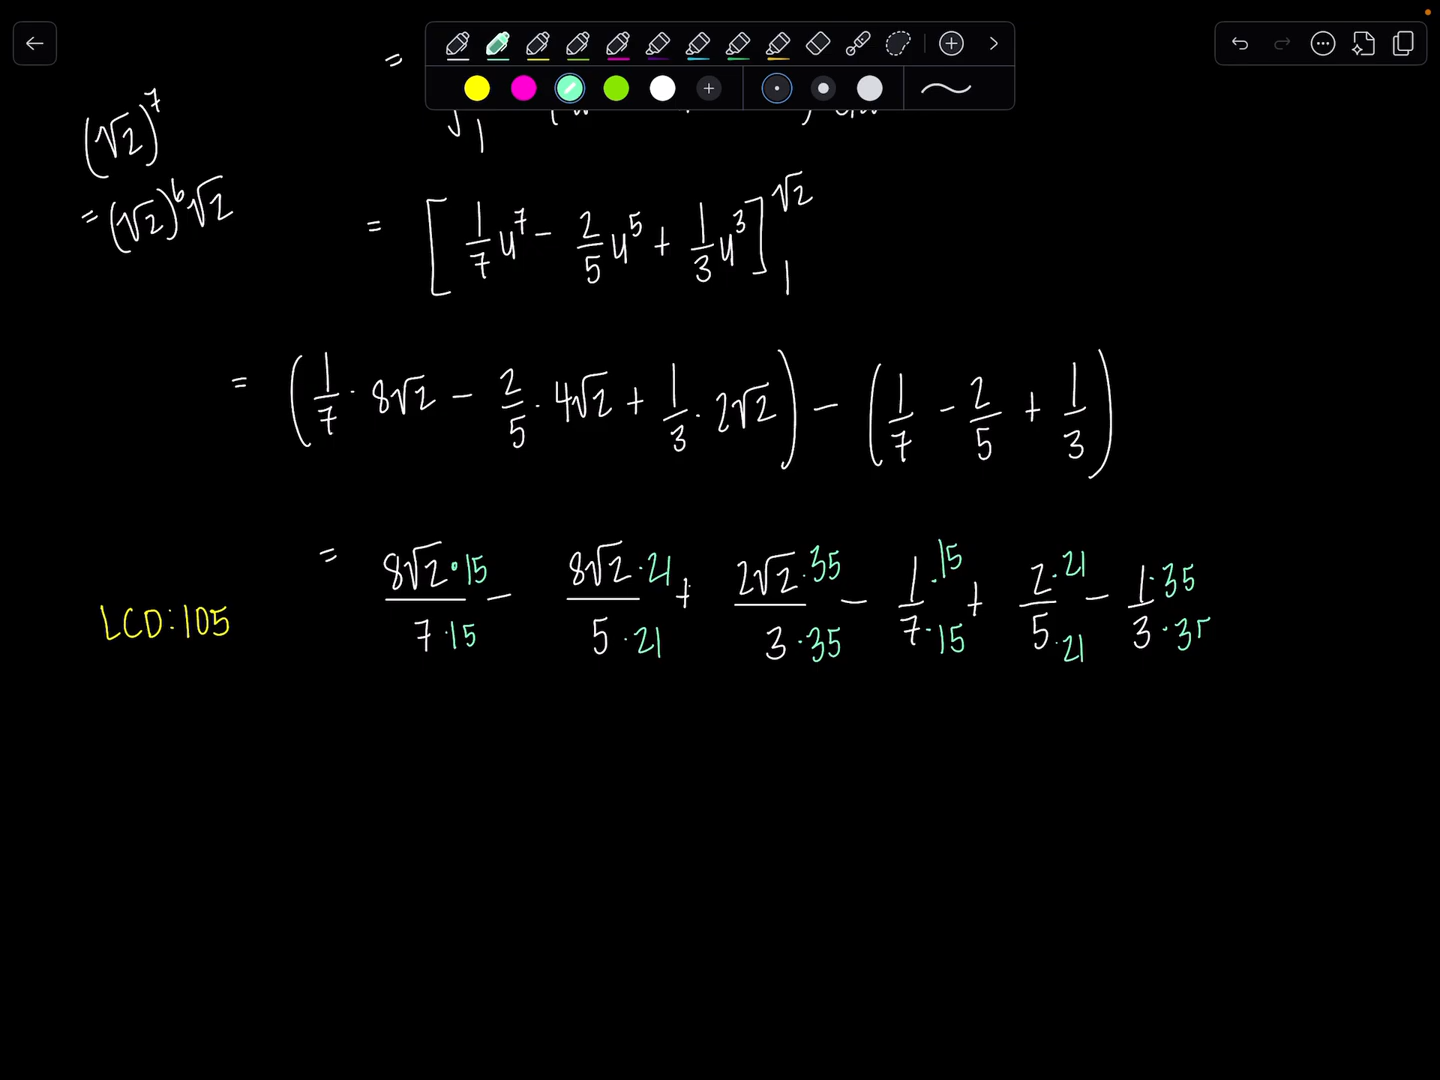 =
(√2)^7
= (√2)^6 √2
= [1/7 u^7 - 2/5 u^5 + 1/3 u^3]_1^√2
= (1/7 · 8√2 - 2/5 · 4√2 + 1/3 · 2√2) - (1/7 - 2/5 + 1/3)
= 8√2·15/7·15 - 8√2·21/5·21 + 2√2·35/3·35 - 1·15/7·15 + 2·21/5·21 - 1·35/3·35
LCD: 105